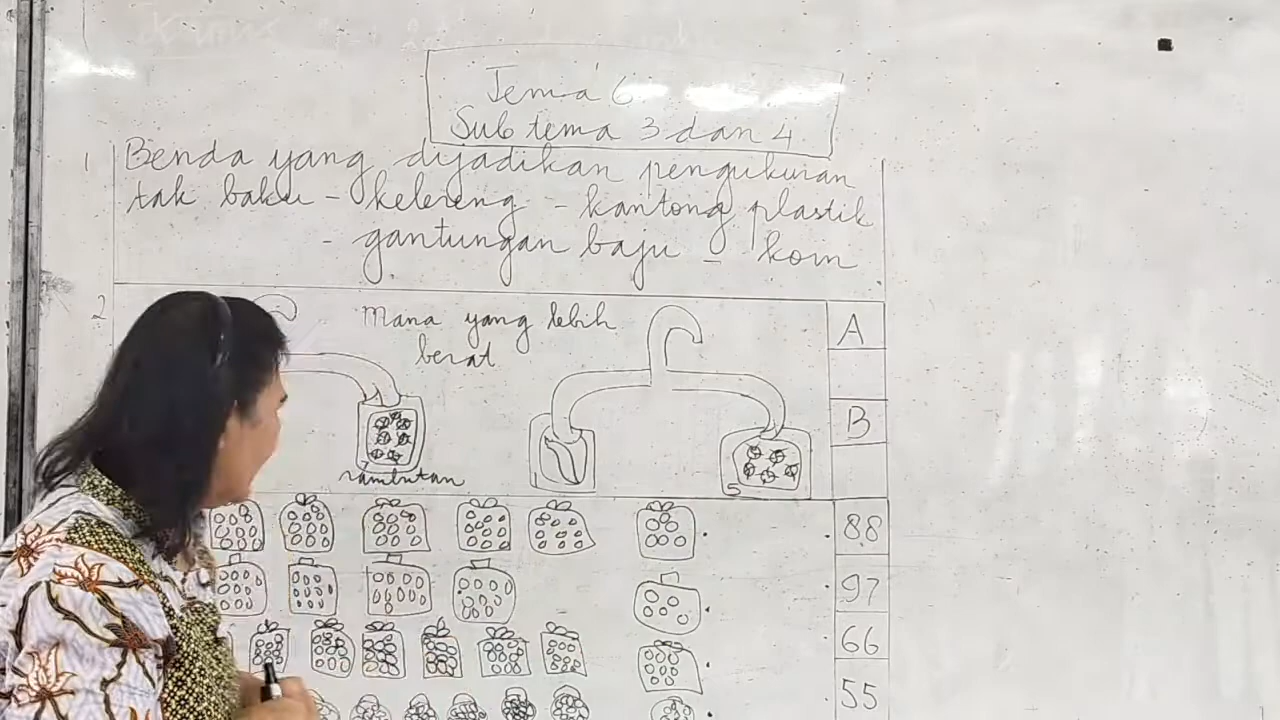 Tema 6
Sub tema 3 dan 4
1 Benda yang dijadikan pengukuran
tak baku - kelereng - kantong plastik
- gantungan baju - koin
2 Mana yang lebih
berat
A
B
rambutan
88
97
66
55